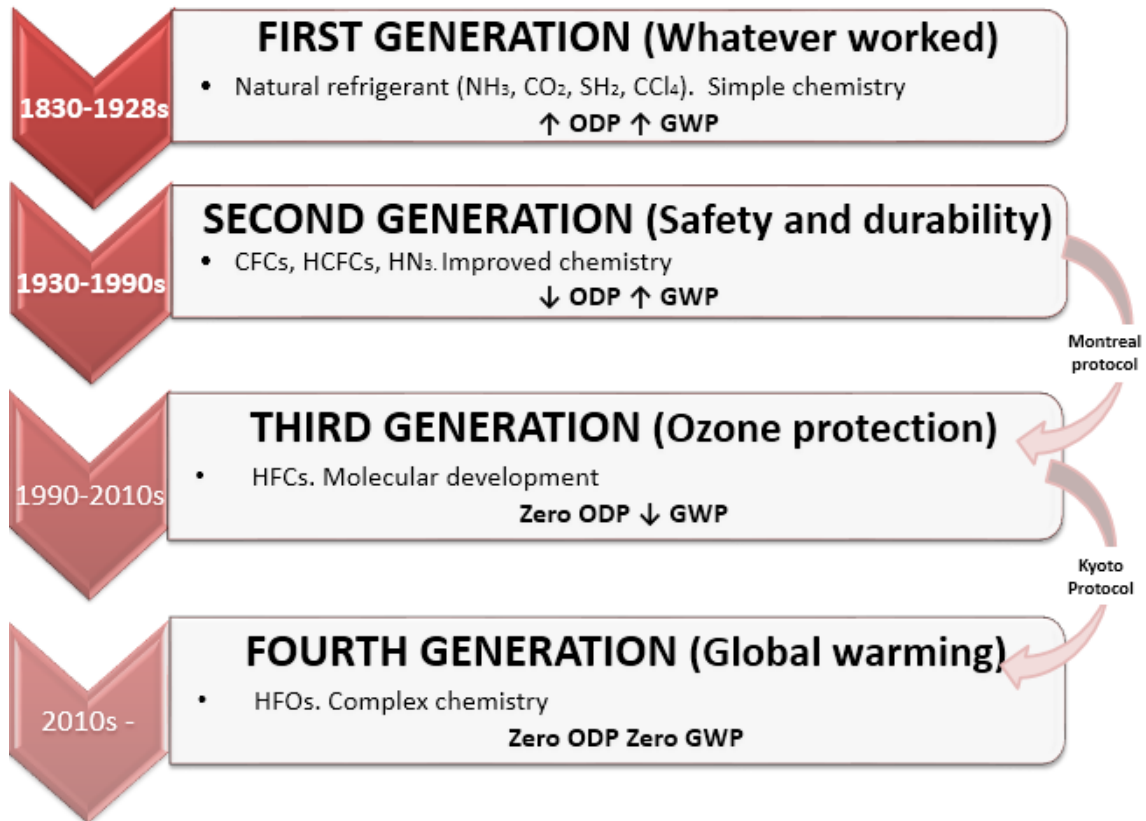 FIRST GENERATION (Whatever worked)
• Natural refrigerant (NH₃, CO₂, SH₂, CCl₄). Simple chemistry
1830-1928s
↑ ODP ↑ GWP
SECOND GENERATION (Safety and durability)
• CFCs, HCFCs, HN₃. Improved chemistry
1930-1990s
↓ ODP ↑ GWP
Montreal
protocol
THIRD GENERATION (Ozone protection)
• HFCs. Molecular development
1990-2010s
Zero ODP ↓ GWP
Kyoto
Protocol
FOURTH GENERATION (Global warming)
• HFOs. Complex chemistry
2010s -
Zero ODP Zero GWP